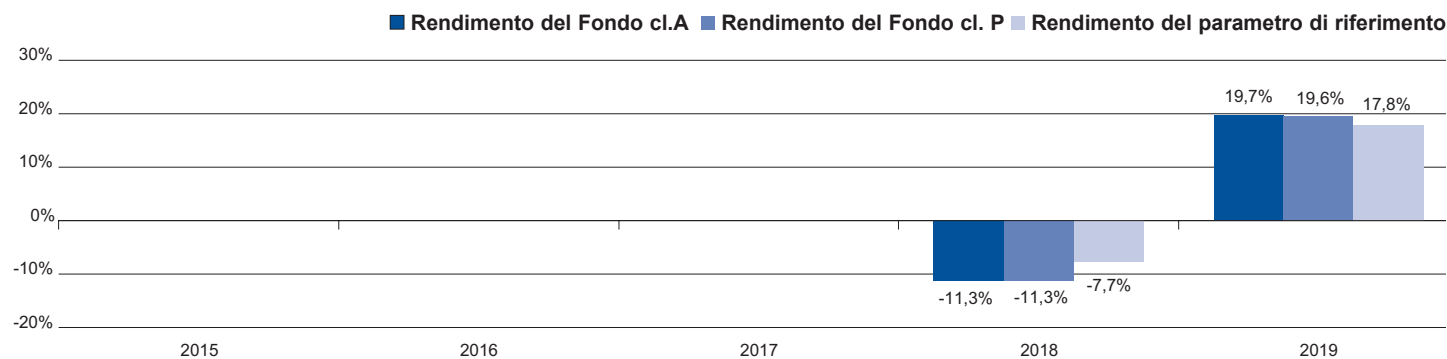 Rendimento del Fondo cl.A Rendimento del Fondo cl. P Rendimento del parametro di riferimento
30%
20%
10%
0%
-10%
-20%
19,7% 19,6% 17,8%
-11,3% -11,3% -7,7%
2015 2016 2017 2018 2019